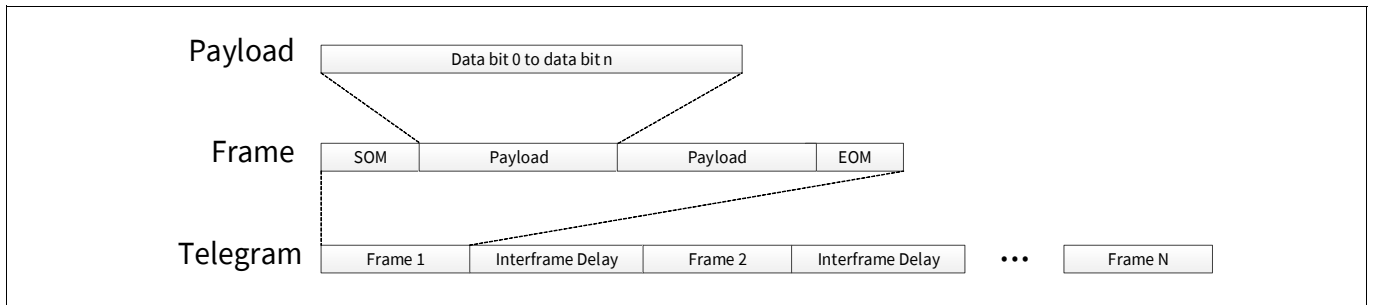 Payload
Data bit 0 to data bit n
Frame
SOM Payload Payload EOM
Telegram
Frame 1 Interframe Delay Frame 2 Interframe Delay ••• Frame N